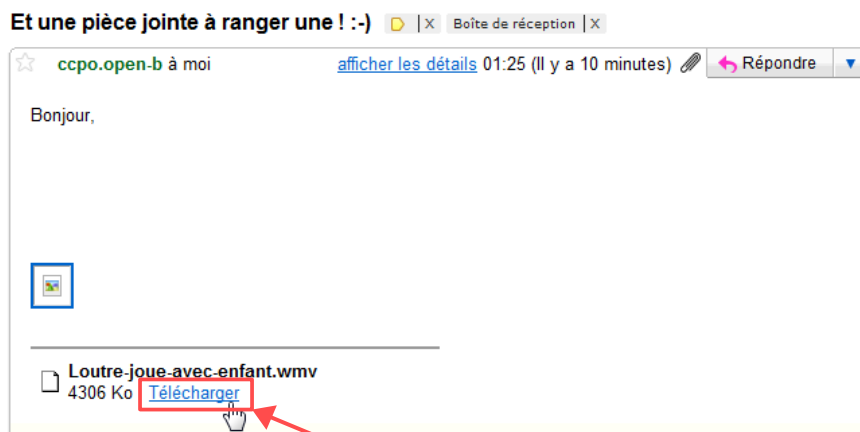 Et une pièce jointe à ranger une ! :-) | X Boîte de réception | X
ccpo.open-b à moi afficher les détails 01:25 (Il y a 10 minutes) Répondre
Bonjour,
Loutre-joue-avec-enfant.wmv
4306 Ko Télécharger